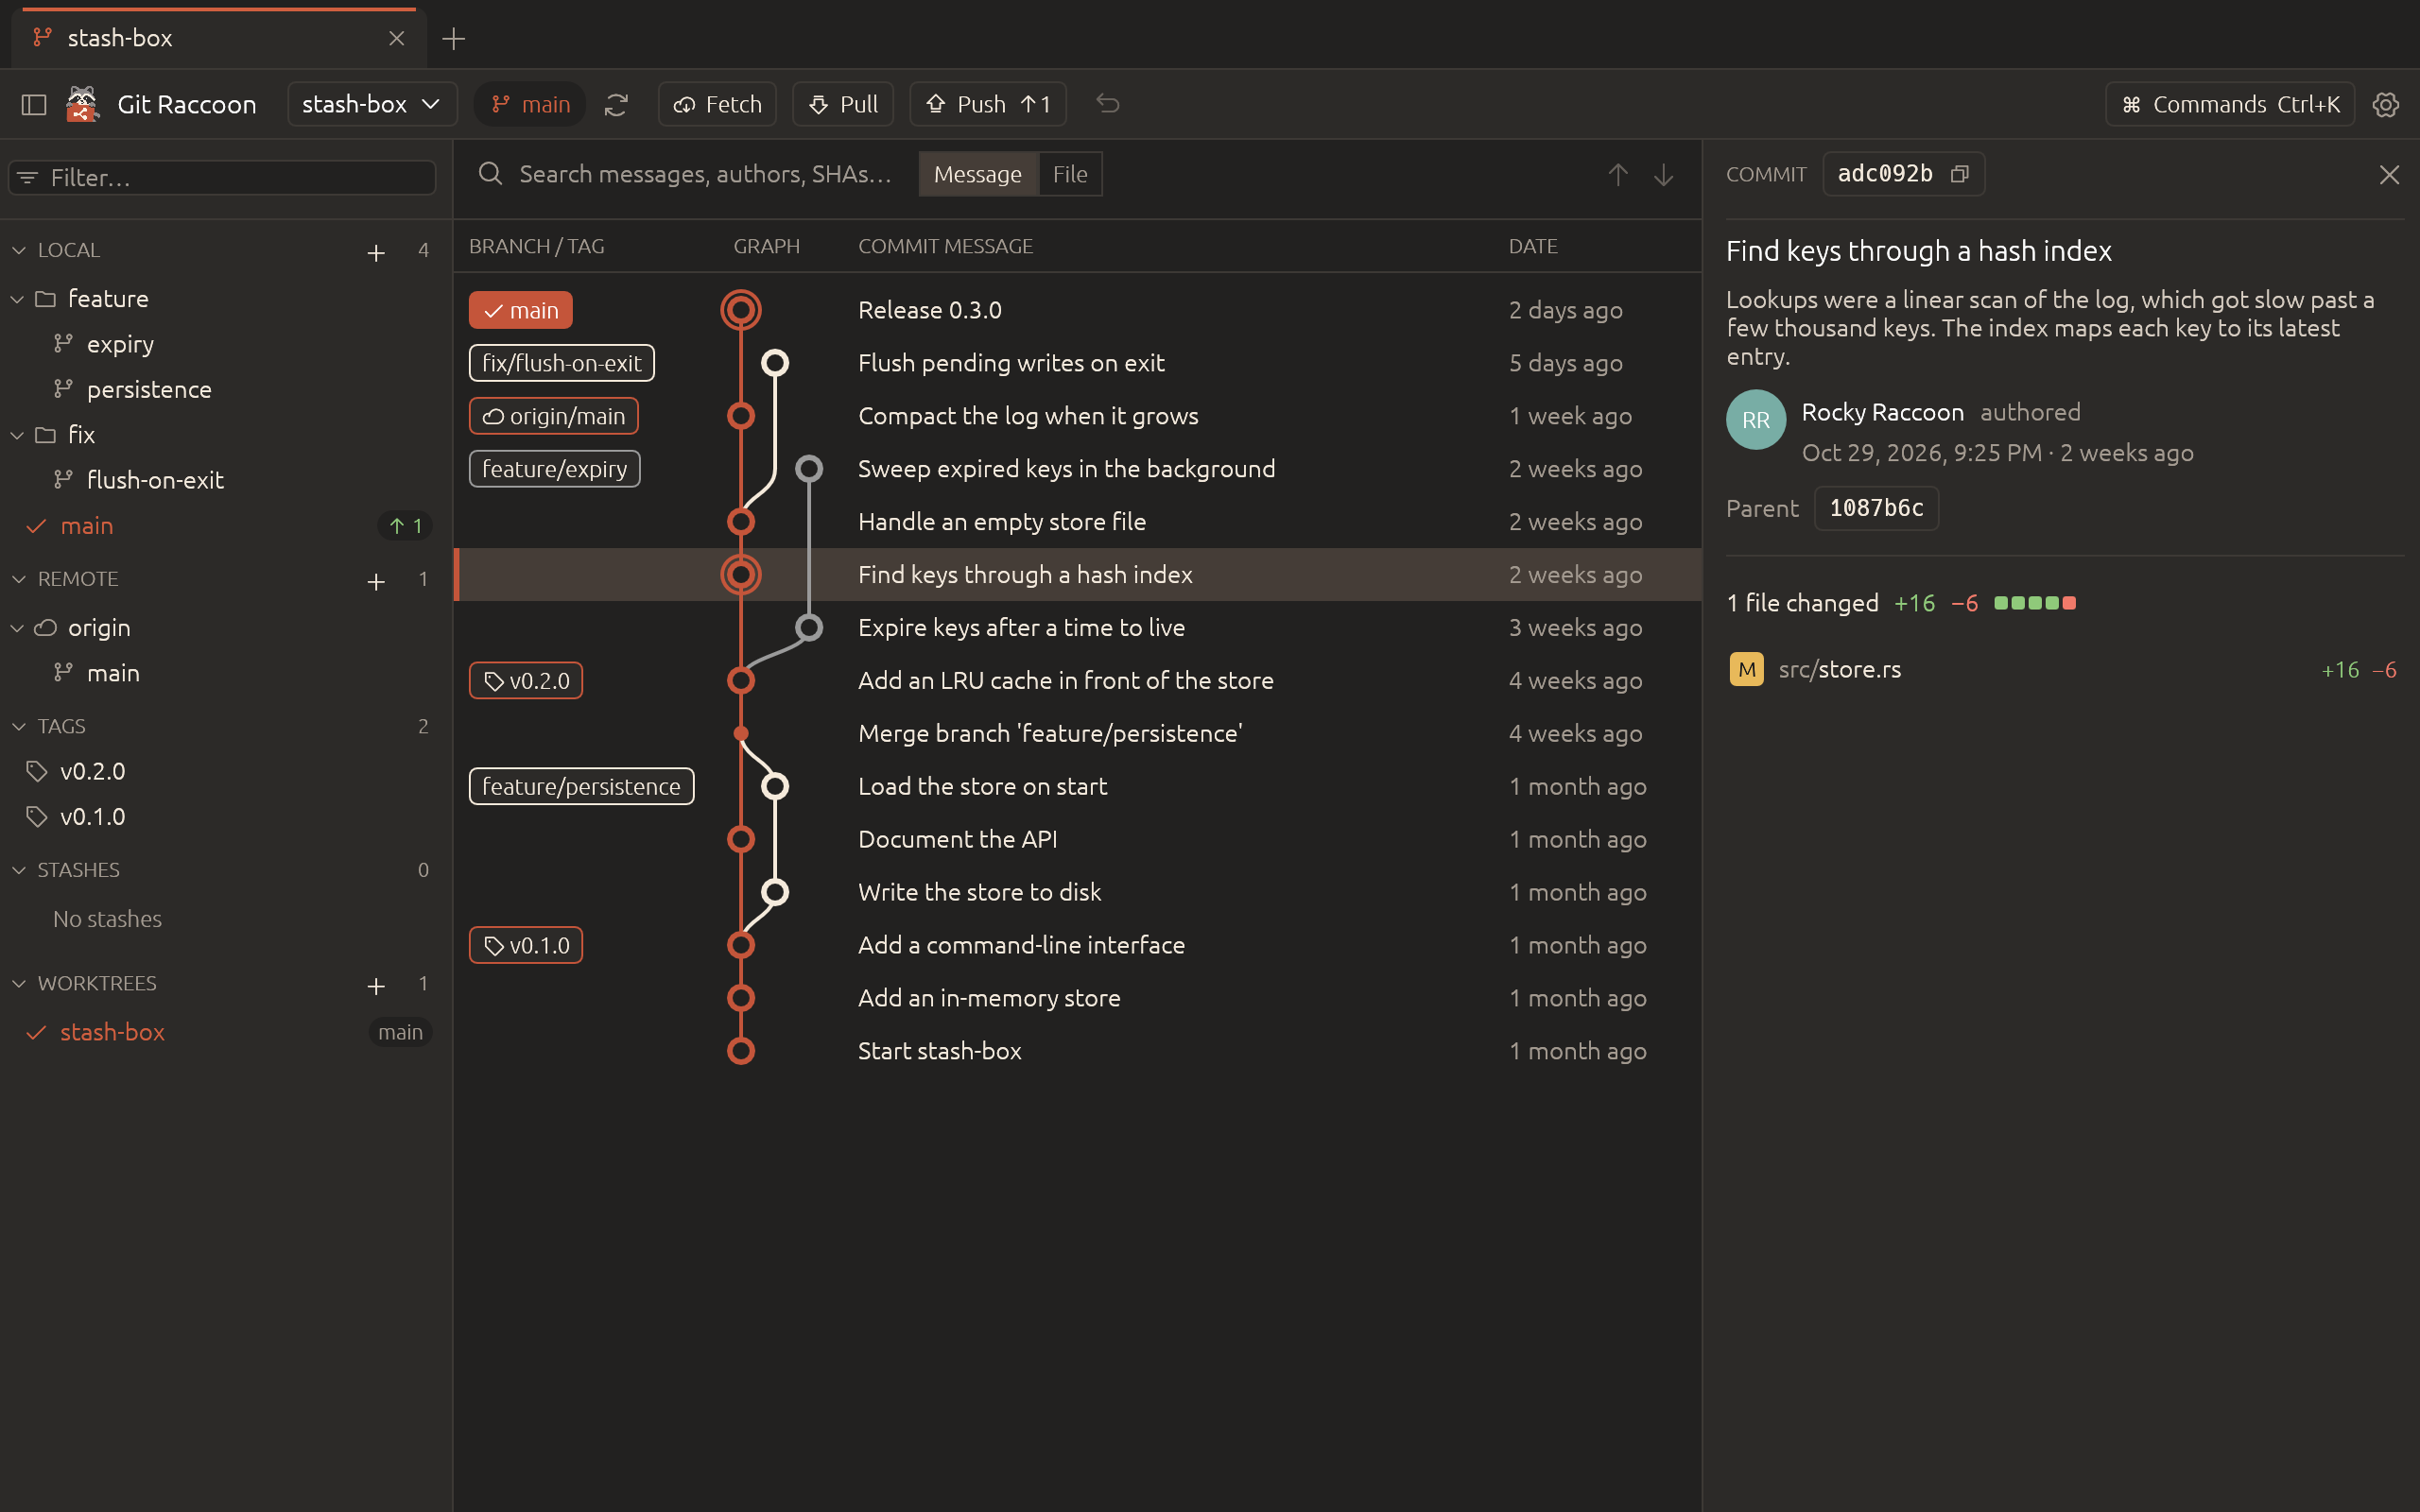 stash-box
Git Raccoon
stash-box
main
Fetch
Pull
Push ↑1
⌘ Commands Ctrl+K
Filter…
LOCAL + 4
feature
expiry
persistence
fix
flush-on-exit
main ↑ 1
REMOTE + 1
origin
main
TAGS 2
v0.2.0
v0.1.0
STASHES 0
No stashes
WORKTREES + 1
stash-box main
Search messages, authors, SHAs…
Message
File
BRANCH / TAG GRAPH COMMIT MESSAGE DATE
main Release 0.3.0 2 days ago
fix/flush-on-exit Flush pending writes on exit 5 days ago
origin/main Compact the log when it grows 1 week ago
feature/expiry Sweep expired keys in the background 2 weeks ago
Handle an empty store file 2 weeks ago
Find keys through a hash index 2 weeks ago
Expire keys after a time to live 3 weeks ago
v0.2.0 Add an LRU cache in front of the store 4 weeks ago
Merge branch 'feature/persistence' 4 weeks ago
feature/persistence Load the store on start 1 month ago
Document the API 1 month ago
Write the store to disk 1 month ago
v0.1.0 Add a command-line interface 1 month ago
Add an in-memory store 1 month ago
Start stash-box 1 month ago
COMMIT adc092b
Find keys through a hash index
Lookups were a linear scan of the log, which got slow past a
few thousand keys. The index maps each key to its latest
entry.
RR
Rocky Raccoon authored
Oct 29, 2026, 9:25 PM · 2 weeks ago
Parent 1087b6c
1 file changed +16 −6
M src/store.rs +16 −6